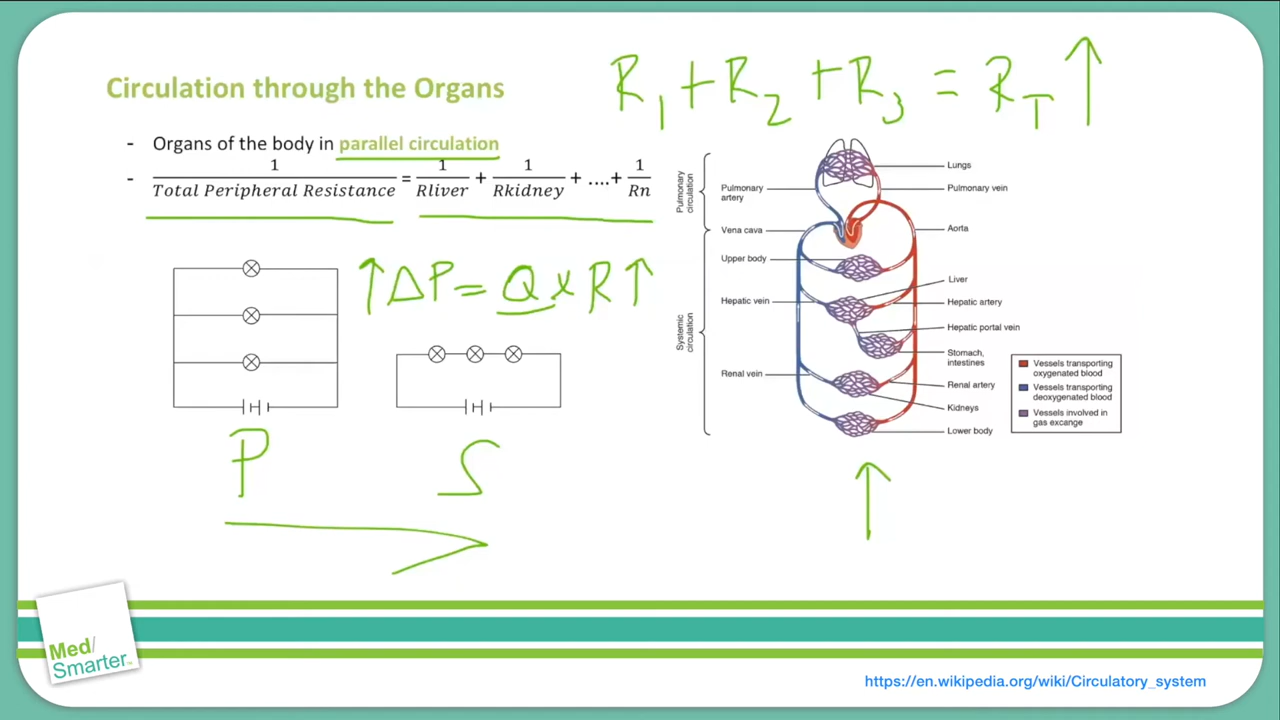 R1 + R2 + R3 = RT ↑
Circulation through the Organs
- Organs of the body in parallel circulation
- 1/Total Peripheral Resistance = 1/Rliver + 1/Rkidney + ....+ 1/Rn
↑ΔP = Q x R↑
P
S
Pulmonary circulation
Systemic circulation
Pulmonary artery
Vena cava
Upper body
Hepatic vein
Renal vein
Lungs
Pulmonary vein
Aorta
Liver
Hepatic artery
Hepatic portal vein
Stomach,
intestines
Renal artery
Kidneys
Lower body
Vessels transporting
oxygenated blood
Vessels transporting
deoxygenated blood
Vessels involved in
gas excange
↑
Med/
Smarter™
https://en.wikipedia.org/wiki/Circulatory_system